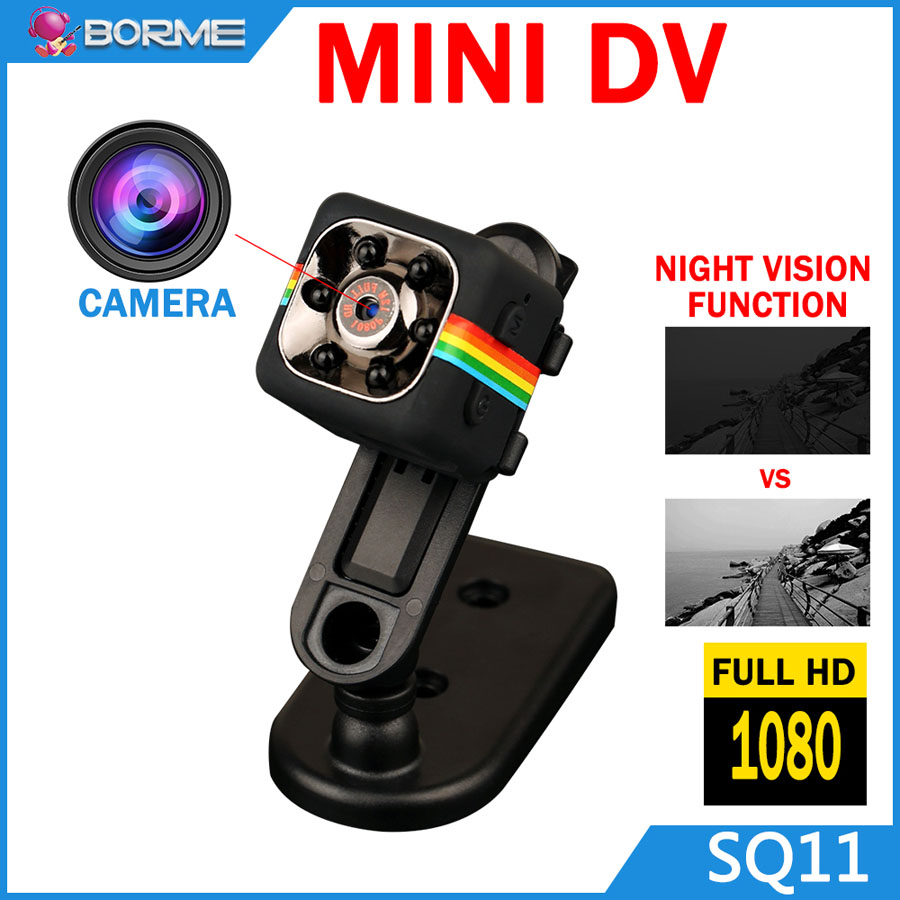 BORME
MINI DV
CAMERA
NIGHT VISION
FUNCTION
VS
M
FULL HD
1080
SQ11